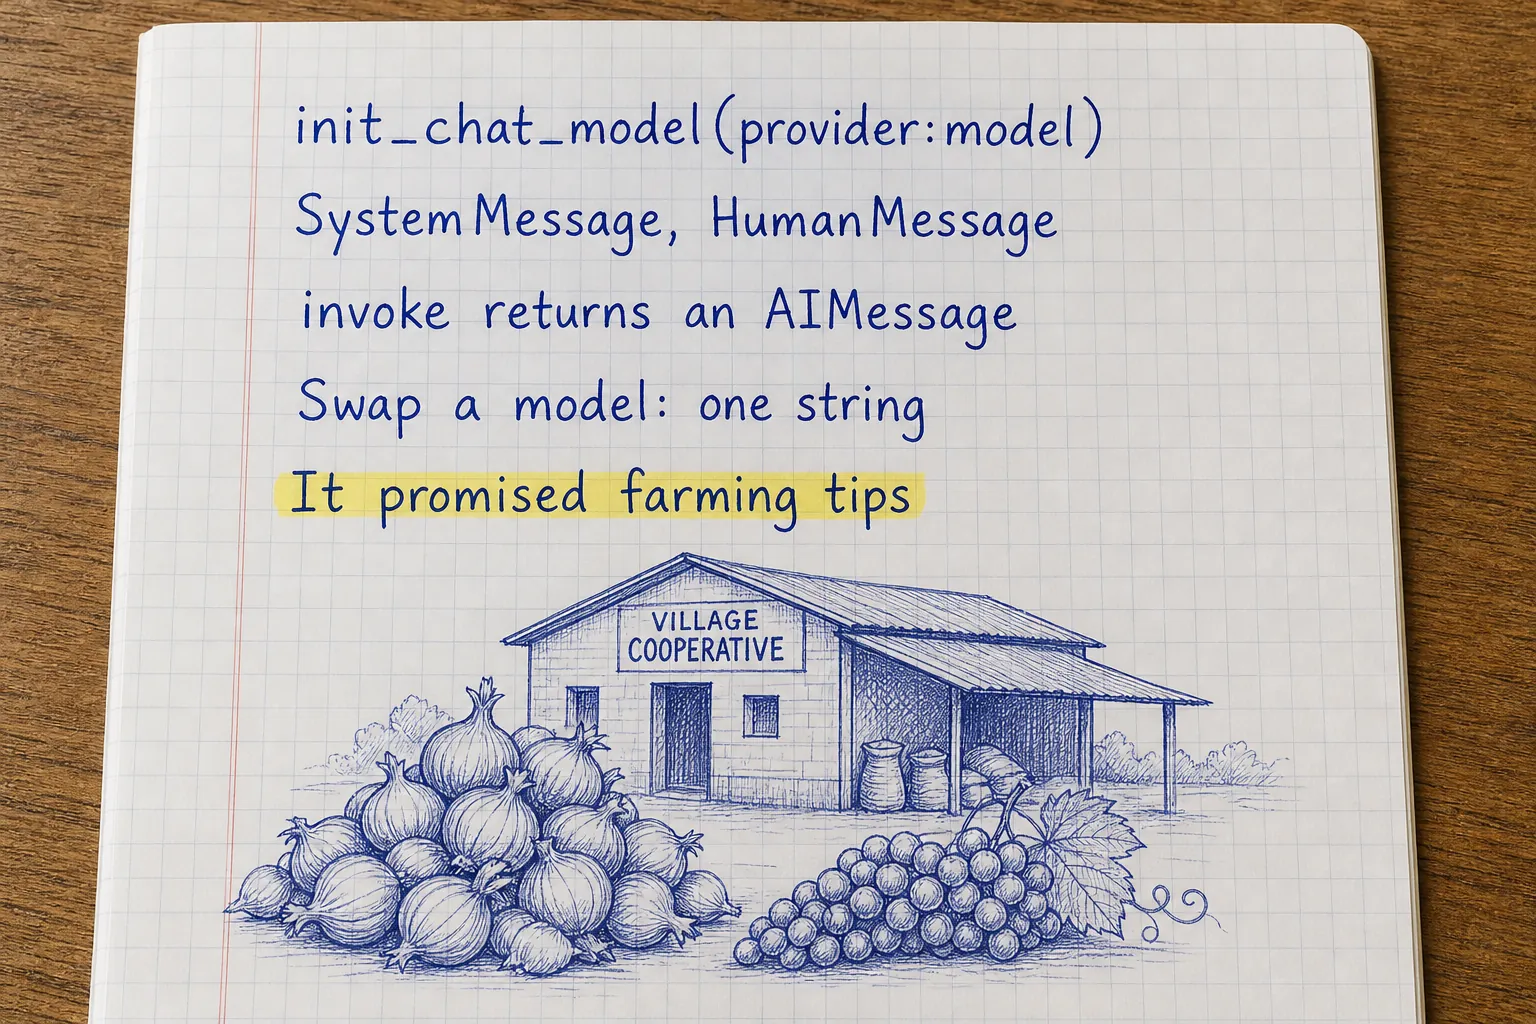 init_chat_model(provider:model)
SystemMessage, HumanMessage
invoke returns an AIMessage
Swap a model: one string
It promised farming tips
VILLAGE
COOPERATIVE